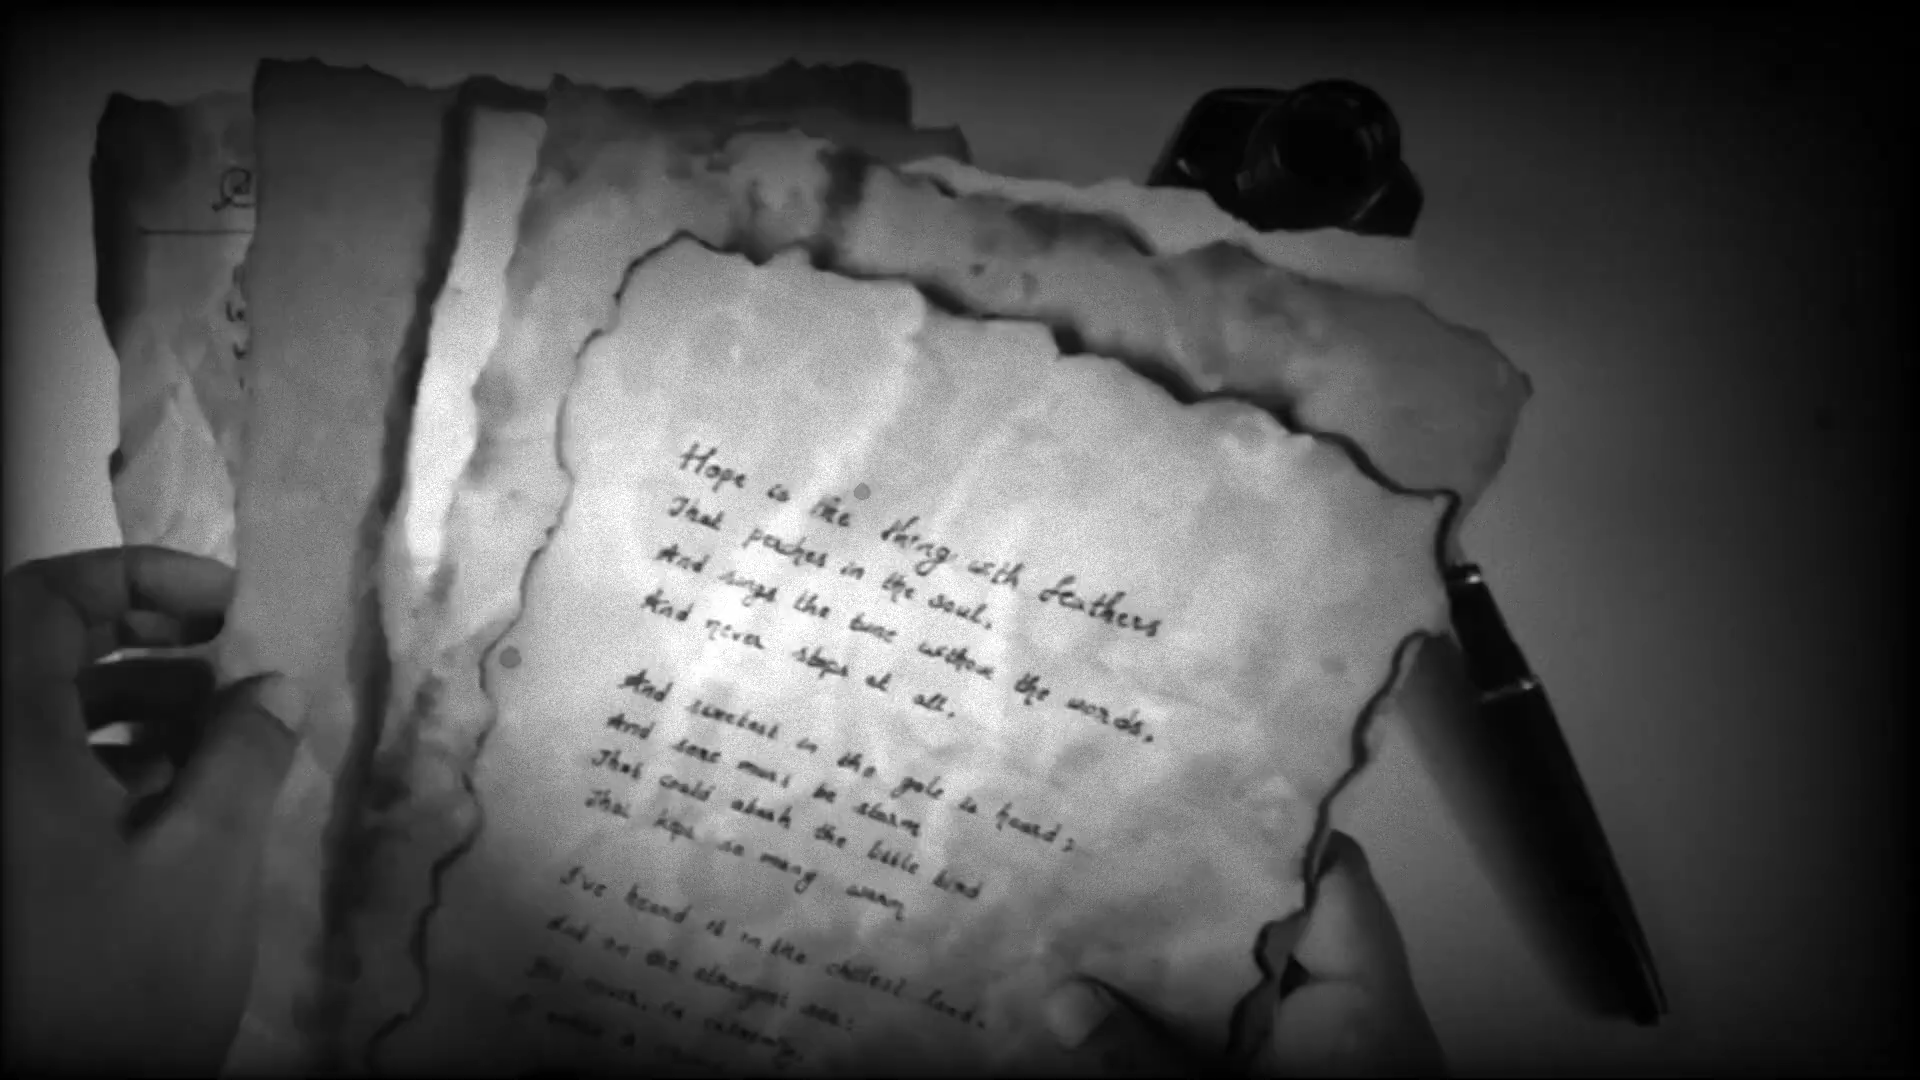 Hope is the thing with feathers
That perches in the soul,
And sings the tune without the words,
And never stops at all,
And sweetest in the gale is heard;
And sore must be storm
That could abash the little bird
That kept so many warm
I've heard it in the chillest land,
And on the strangest sea;